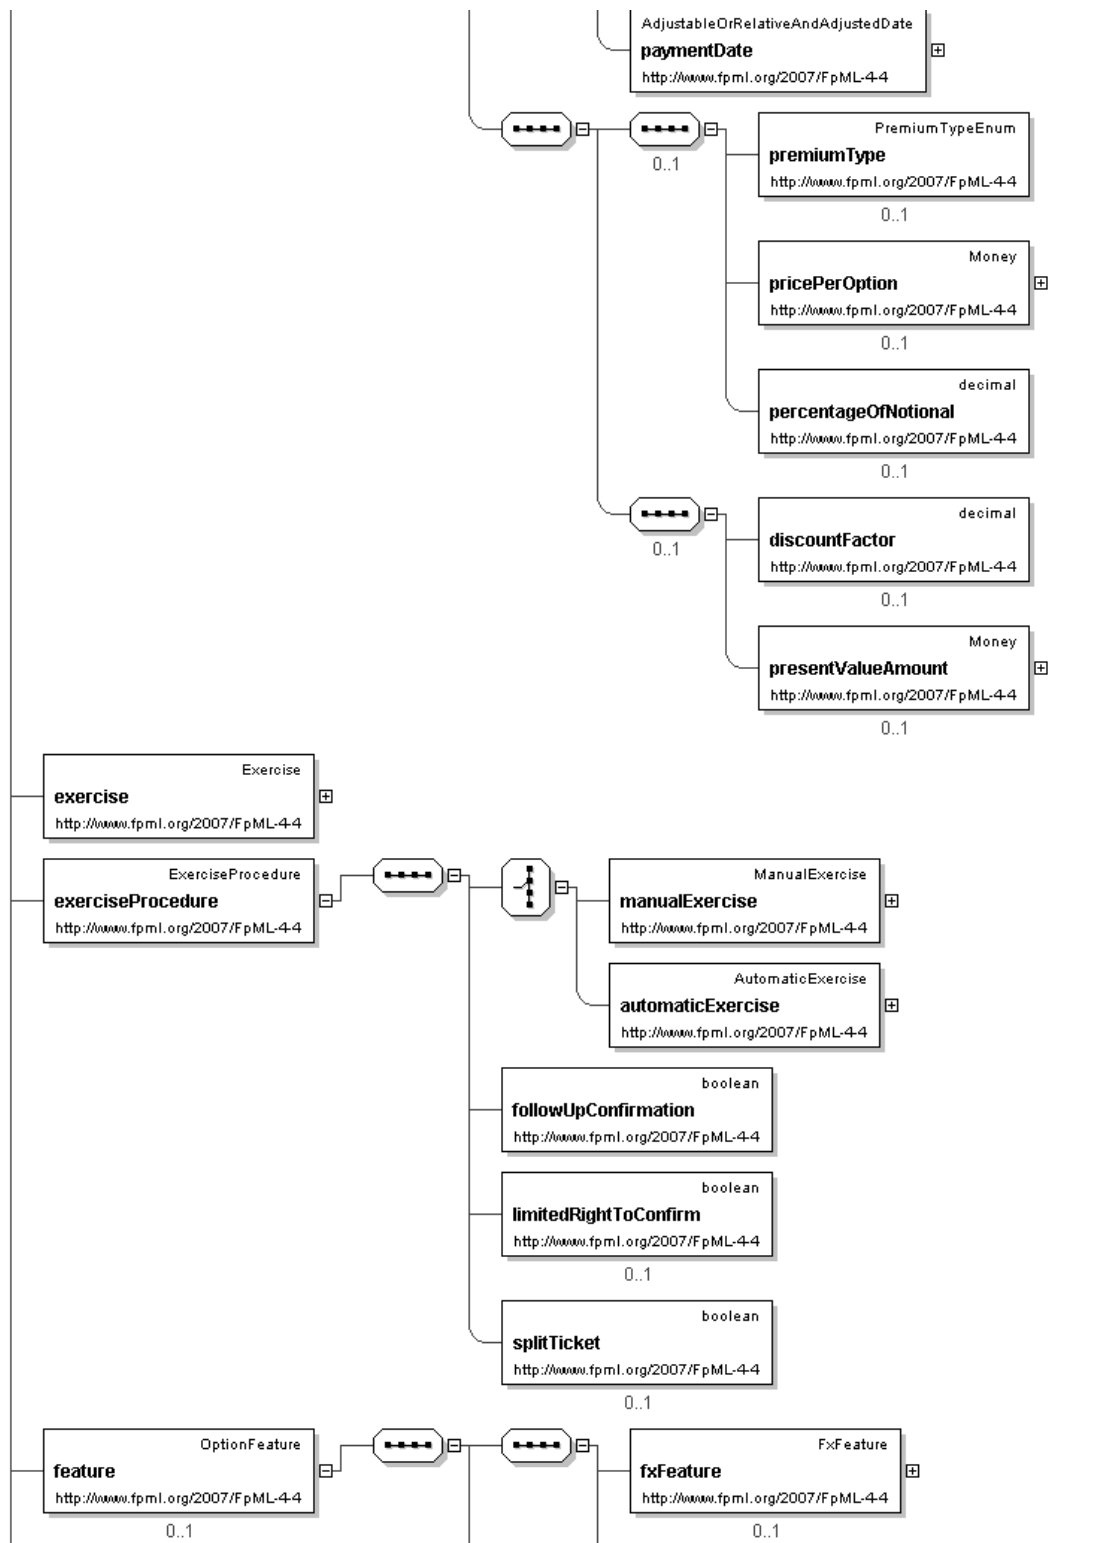 AdjustableOrRelativeAndAdjustedDate
paymentDate
http://www.fpml.org/2007/FpML-4-4
0..1
PremiumTypeEnum
premiumType
http://www.fpml.org/2007/FpML-4-4
0..1
Money
pricePerOption
http://www.fpml.org/2007/FpML-4-4
0..1
decimal
percentageOfNotional
http://www.fpml.org/2007/FpML-4-4
0..1
0..1
decimal
discountFactor
http://www.fpml.org/2007/FpML-4-4
0..1
Money
presentValueAmount
http://www.fpml.org/2007/FpML-4-4
0..1
Exercise
exercise
http://www.fpml.org/2007/FpML-4-4
ExerciseProcedure
exerciseProcedure
http://www.fpml.org/2007/FpML-4-4
ManualExercise
manualExercise
http://www.fpml.org/2007/FpML-4-4
AutomaticExercise
automaticExercise
http://www.fpml.org/2007/FpML-4-4
boolean
followUpConfirmation
http://www.fpml.org/2007/FpML-4-4
boolean
limitedRightToConfirm
http://www.fpml.org/2007/FpML-4-4
0..1
boolean
splitTicket
http://www.fpml.org/2007/FpML-4-4
0..1
OptionFeature
feature
http://www.fpml.org/2007/FpML-4-4
0..1
FxFeature
fxFeature
http://www.fpml.org/2007/FpML-4-4
0..1